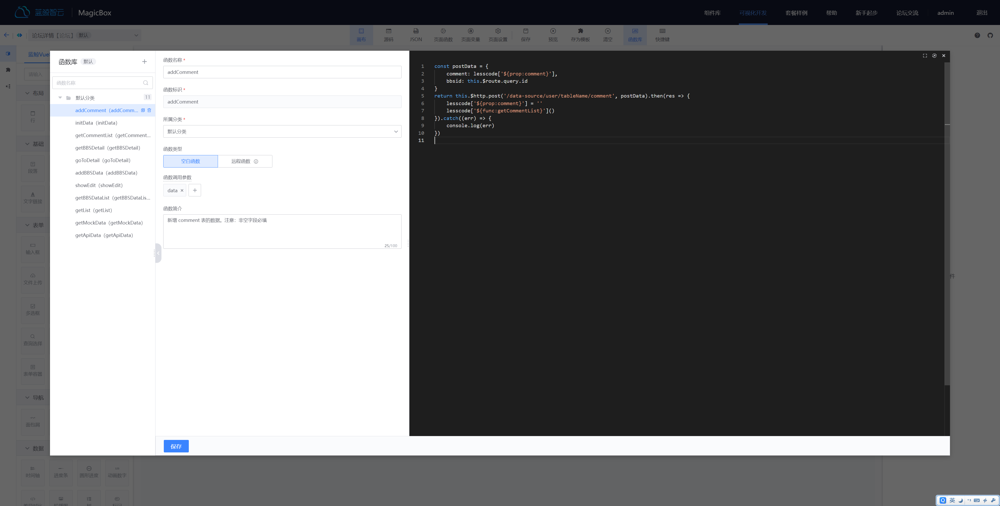 蓝鲸智云 MagicBox 组件库 可视化开发 套餐样例 帮助 新手起步 论坛交流 admin 退出
论坛详情【论坛】 默认
画布 源码 JSON 页面函数 页面变量 页面设置 保存 预览 存为模板 清空 函数库 快捷键
蓝鲸Vue
请输入
布局
行
基础
段落
文字链接
表单
输入框
文件上传
多选框
查询选择
表单容器
导航
面包屑
数据
时间轴 进度条 圆形进度 动画数字
函数库 默认
函数名称
默认分类 11
addComment（addComm...
initData（initData）
getCommentList（getComment...
getBBSDetail（getBBSDetail）
goToDetail（goToDetail）
addBBSData（addBBSData）
showEdit（showEdit）
getBBSDataList（getBBSDataLis...
getList（getList）
getMockData（getMockData）
getApiData（getApiData）
函数名称 *
addComment
函数标识 *
addComment
所属分类 *
默认分类
函数类型
空白函数 远程函数
函数调用参数
data × +
函数简介
新增 comment 表的数据。注意：非空字段必填
25/100
保存
1 const postData = {
2     comment: lesscode['${prop:comment}'],
3     bbsid: this.$route.query.id
4 }
5 return this.$http.post('/data-source/user/tableName/comment', postData).then(res => {
6     lesscode['${prop:comment}'] = ''
7     lesscode['${func:getCommentList}']()
8 }).catch((err) => {
9     console.log(err)
10 })
11
件
英